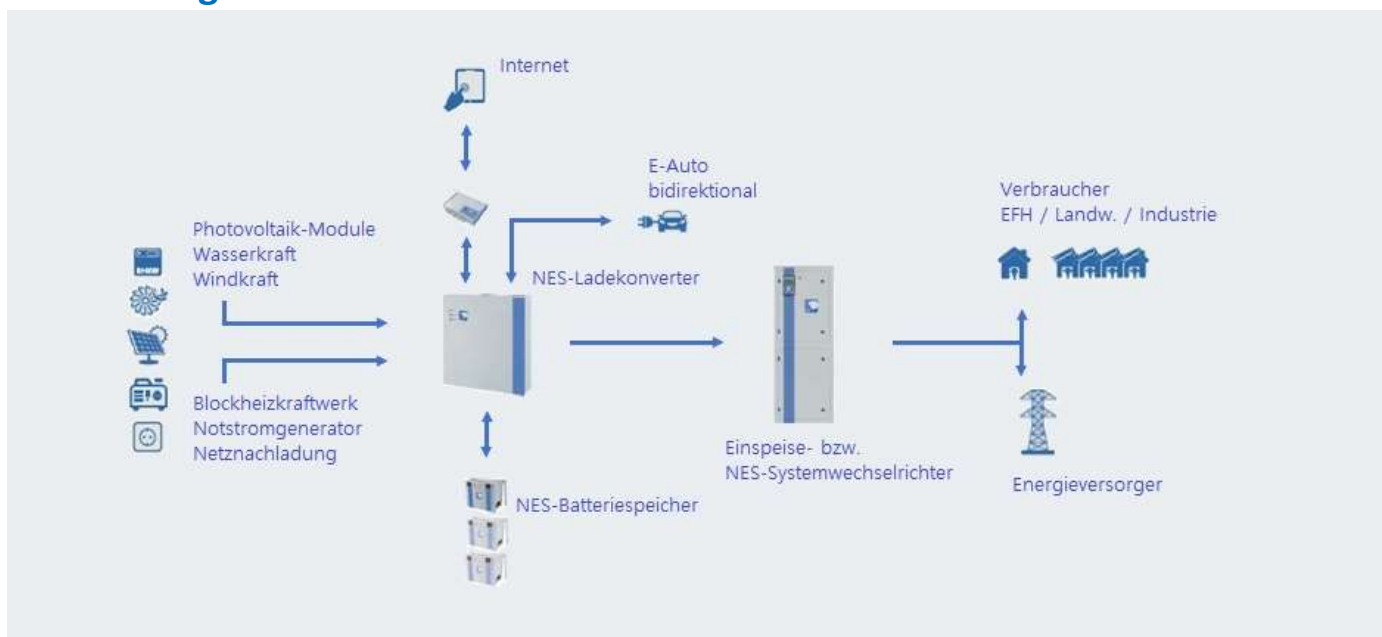 Internet
E-Auto
bidirektional
Verbraucher
EFH / Landw. / Industrie
Photovoltaik-Module
Wasserkraft
Windkraft
NES-Ladekonverter
Blockheizkraftwerk
Notstromgenerator
Netznachladung
Einspeise- bzw.
NES-Systemwechselrichter
Energieversorger
NES-Batteriespeicher